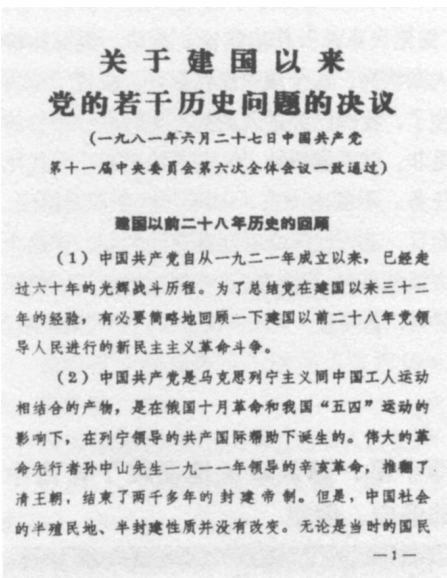 关于建国以来
党的若干历史问题的决议
(一九八一年六月二十七日中国共产党
第十一届中央委员会第六次全体会议一致通过)
建国以前二十八年历史的回顾
(1)中国共产党自从一九二一年成立以来，已经走
过六十年的光辉战斗历程。为了总结党在建国以来三十二
年的经验，有必要简略地回顾一下建国以前二十八年党领
导人民进行的新民主主义革命斗争。
(2)中国共产党是马克思列宁主义同中国工人运动
相结合的产物，是在俄国十月革命和我国“五四”运动的
影响下，在列宁领导的共产国际帮助下诞生的。伟大的革
命先行者孙中山先生一九一一年领导的辛亥革命，推翻了
清王朝，结束了两千多年的封建帝制。但是，中国社会
的半殖民地、半封建性质并没有改变。无论是当时的国民
—1—